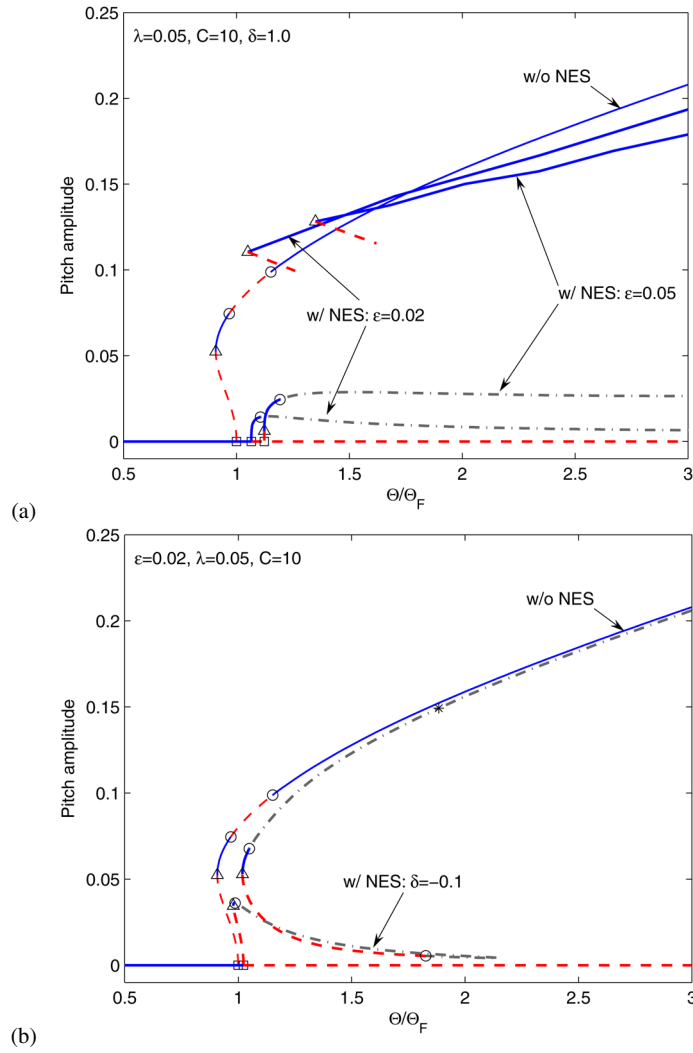 0.25
λ=0.05, C=10, δ=1.0
w/o NES
0.2
0.15
Pitch amplitude
0.1
w/ NES: ε=0.02
w/ NES: ε=0.05
0.05
0
0.5
1
1.5
2
2.5
3
Θ/Θ_F
(a)
0.25
ε=0.02, λ=0.05, C=10
w/o NES
0.2
0.15
Pitch amplitude
0.1
w/ NES: δ=−0.1
0.05
0
0.5
1
1.5
2
2.5
3
Θ/Θ_F
(b)